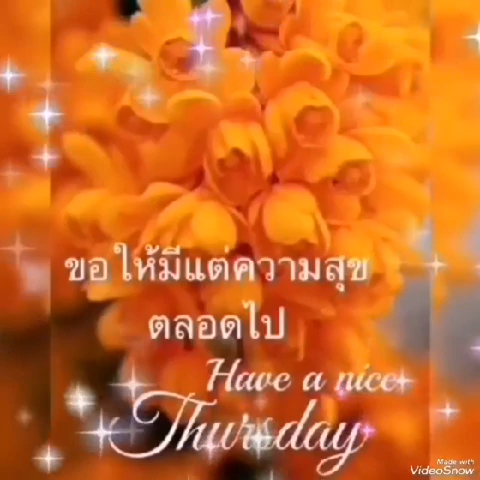 ขอให้มีแต่ความสุข
ตลอดไป
Have a nice
Thursday
Made with
VideoSnow